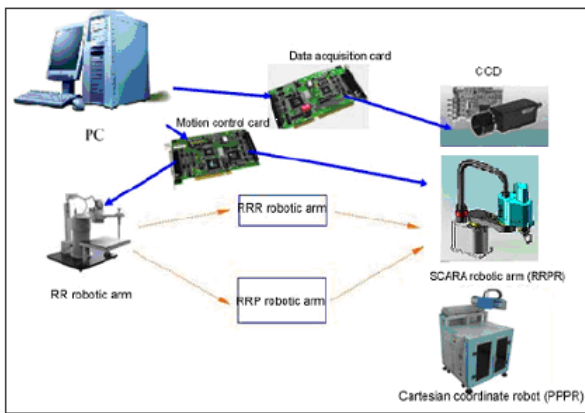 Data acquisition card
CCD
PC
Motion control card
RRR robotic arm
SCARA robotic arm (RRPR)
RR robotic arm
RRP robotic arm
Cartesian coordinate robot (PPPR)